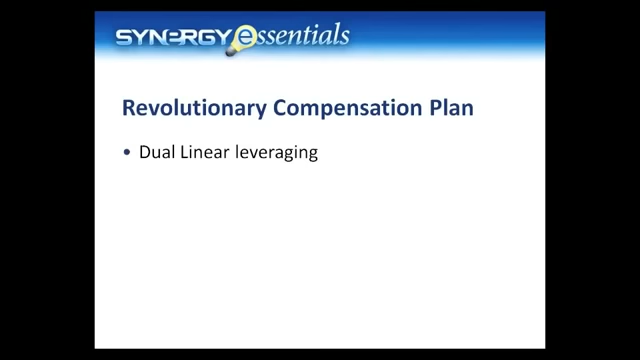 SYNERGY essentials
Revolutionary Compensation Plan
• Dual Linear leveraging